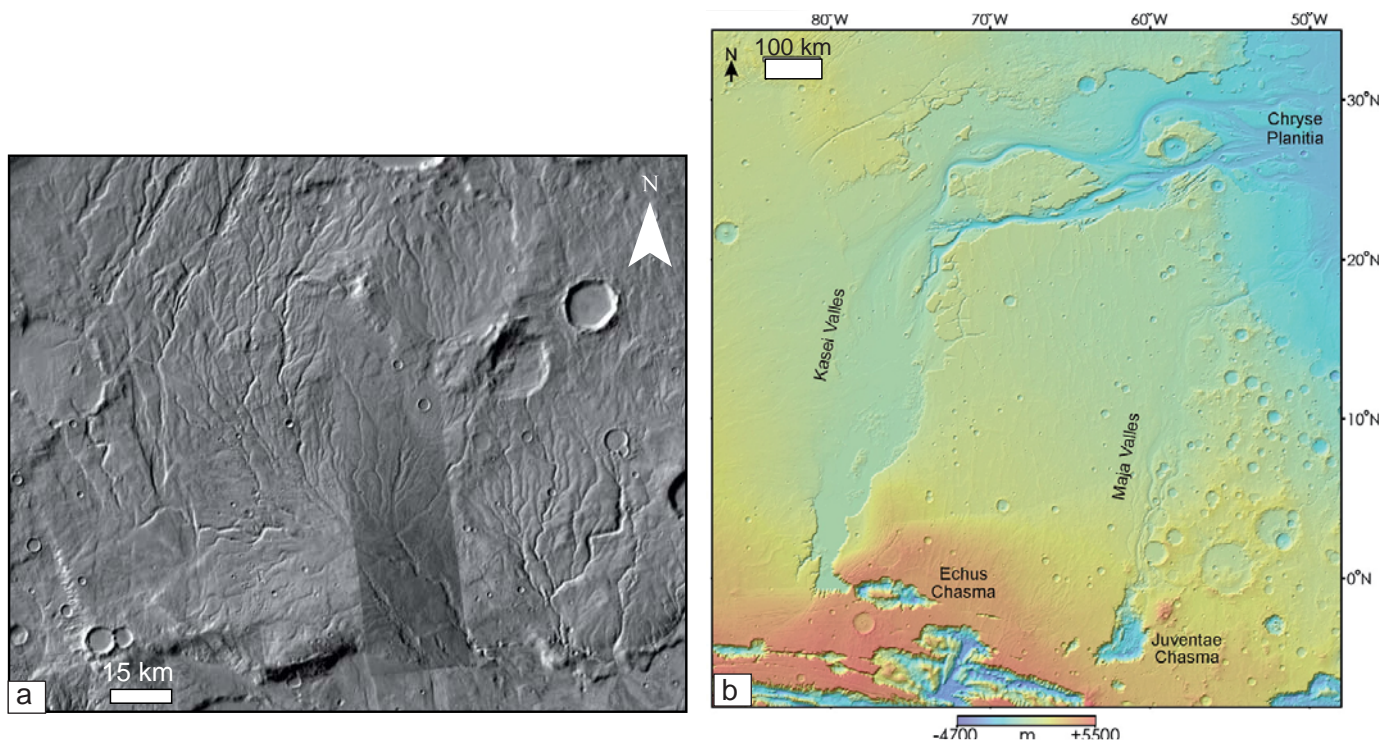 N
15 km
a
80°W
70°W
60°W
50°W
100 km
N
30°N
Chryse
Planitia
20°N
Kasei Valles
10°N
Maja Valles
0°N
Echus
Chasma
Juventae
Chasma
b
-4700 m +5500